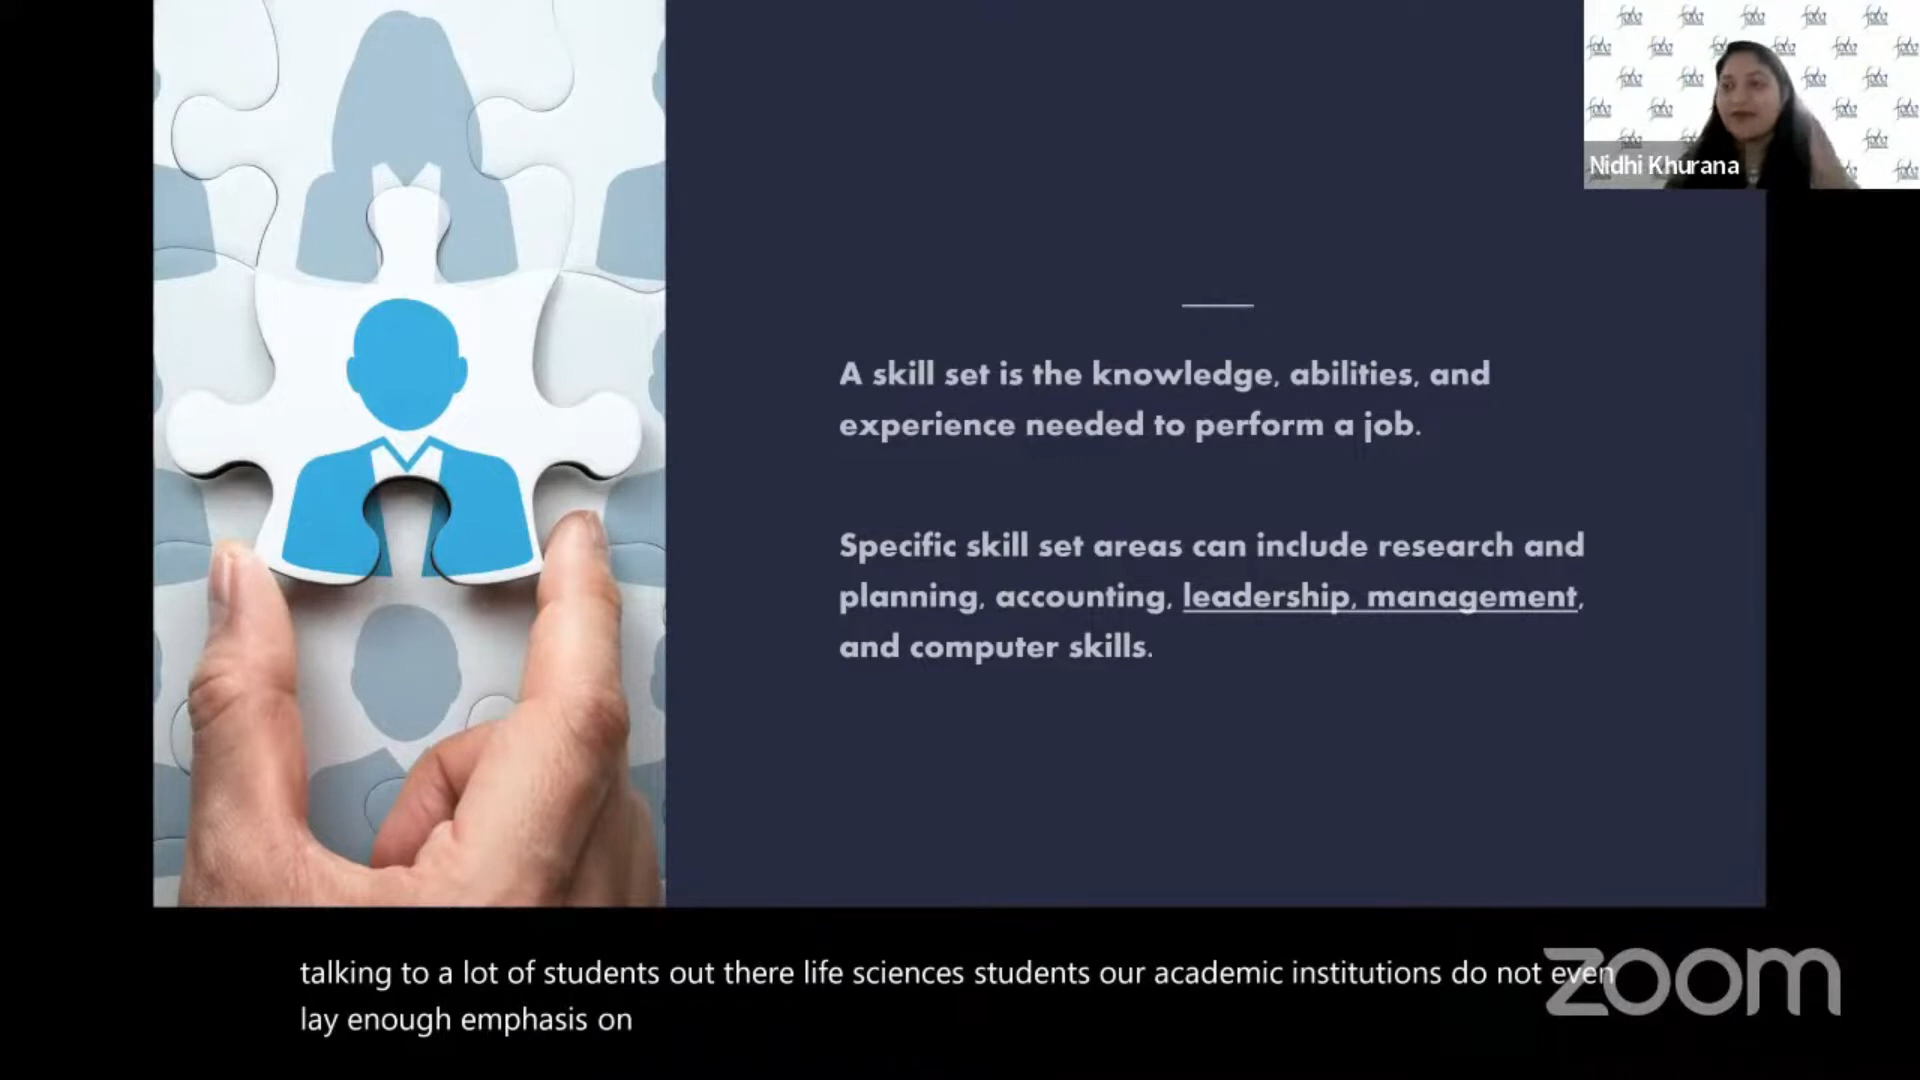 Nidhi Khurana
A skill set is the knowledge, abilities, and
experience needed to perform a job.
Specific skill set areas can include research and
planning, accounting, leadership, management,
and computer skills.
talking to a lot of students out there life sciences students our academic institutions do not even
lay enough emphasis on
zoom